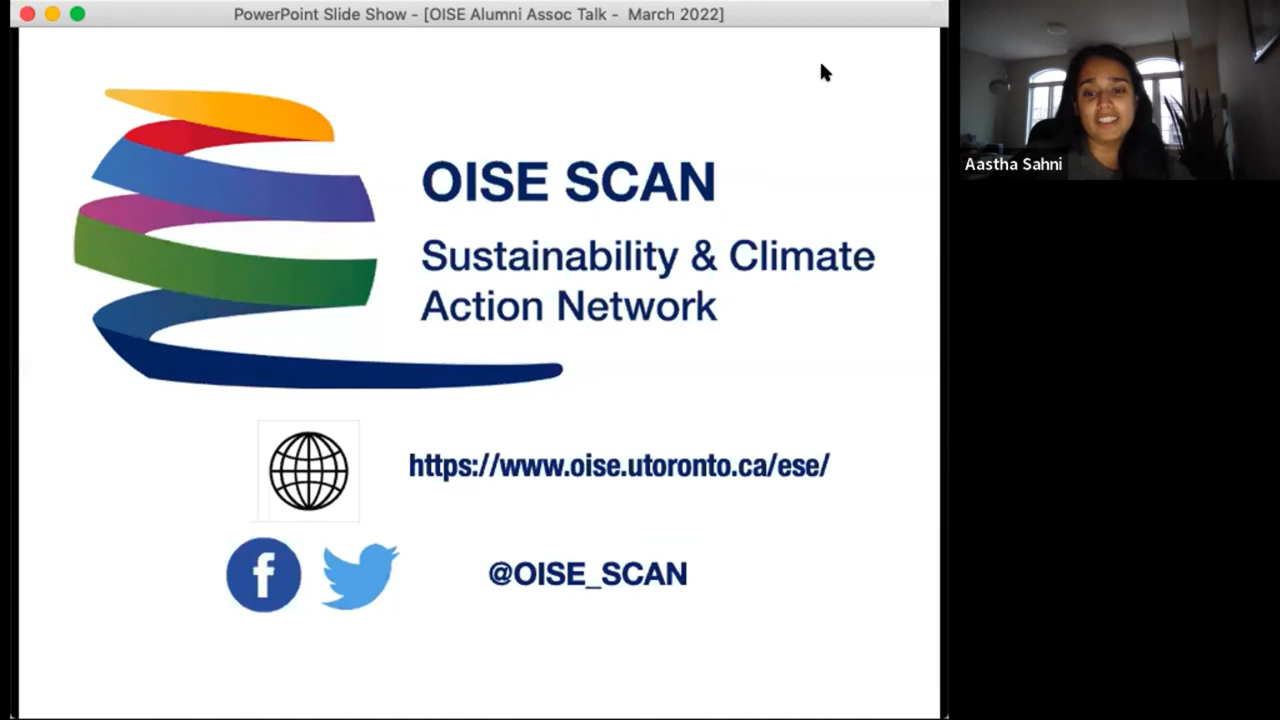 PowerPoint Slide Show - [OISE Alumni Assoc Talk - March 2022]
Aastha Sahni
OISE SCAN
Sustainability & Climate
Action Network
https://www.oise.utoronto.ca/ese/
f
@OISE_SCAN